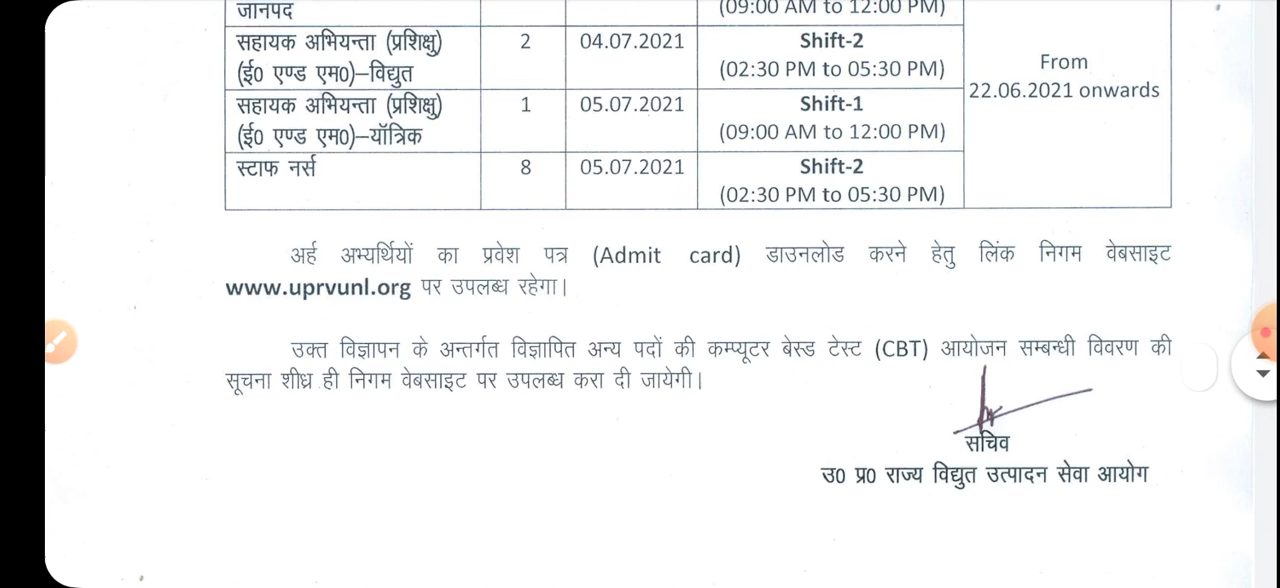 जानपद
(09:00 AM to 12:00 PM)
सहायक अभियन्ता (प्रशिक्षु)
(ई0 एण्ड एम0)–विद्युत
2
04.07.2021
Shift-2
(02:30 PM to 05:30 PM)
From
22.06.2021 onwards
सहायक अभियन्ता (प्रशिक्षु)
(ई0 एण्ड एम0)–यॉत्रिक
1
05.07.2021
Shift-1
(09:00 AM to 12:00 PM)
स्टाफ नर्स
8
05.07.2021
Shift-2
(02:30 PM to 05:30 PM)
अर्ह अभ्यर्थियों का प्रवेश पत्र (Admit card) डाउनलोड करने हेतु लिंक निगम वेबसाइट
www.uprvunl.org पर उपलब्ध रहेगा।
उक्त विज्ञापन के अन्तर्गत विज्ञापित अन्य पदों की कम्प्यूटर बेस्ड टेस्ट (CBT) आयोजन सम्बन्धी विवरण की
सूचना शीध्र ही निगम वेबसाइट पर उपलब्ध करा दी जायेगी।
सचिव
उ0 प्र0 राज्य विद्युत उत्पादन सेवा आयोग